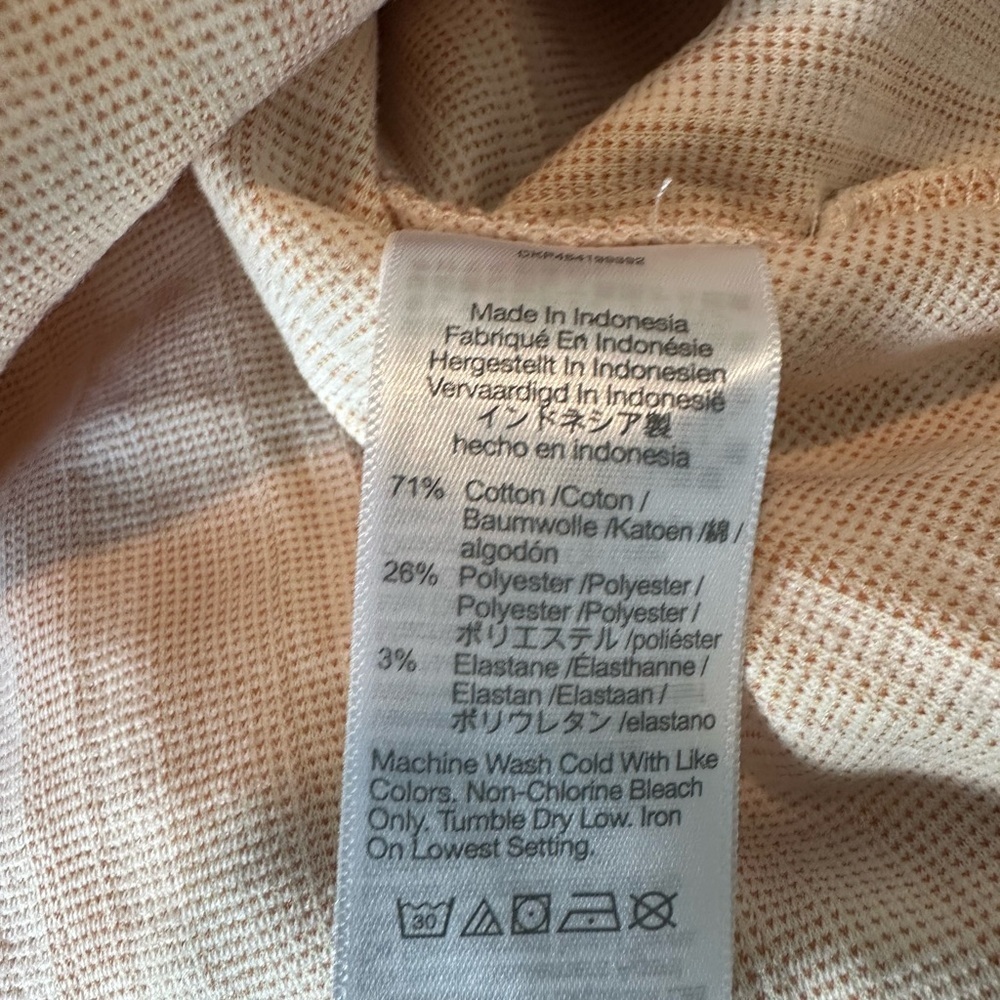 Made In Indonesia
Fabriqué En Indonésie
Hergestellt In Indonesien
Vervaardigd In Indonesië
インドネシア製
hecho en indonesia
71% Cotton /Coton /
Baumwolle /Katoen /綿 /
algodón
26% Polyester /Polyester /
Polyester /Polyester /
ポリエステル /poliéster
3% Elastane /Élasthanne /
Elastan /Elastaan /
ポリウレタン /elastano
Machine Wash Cold With Like
Colors. Non-Chlorine Bleach
Only. Tumble Dry Low. Iron
On Lowest Setting.
30